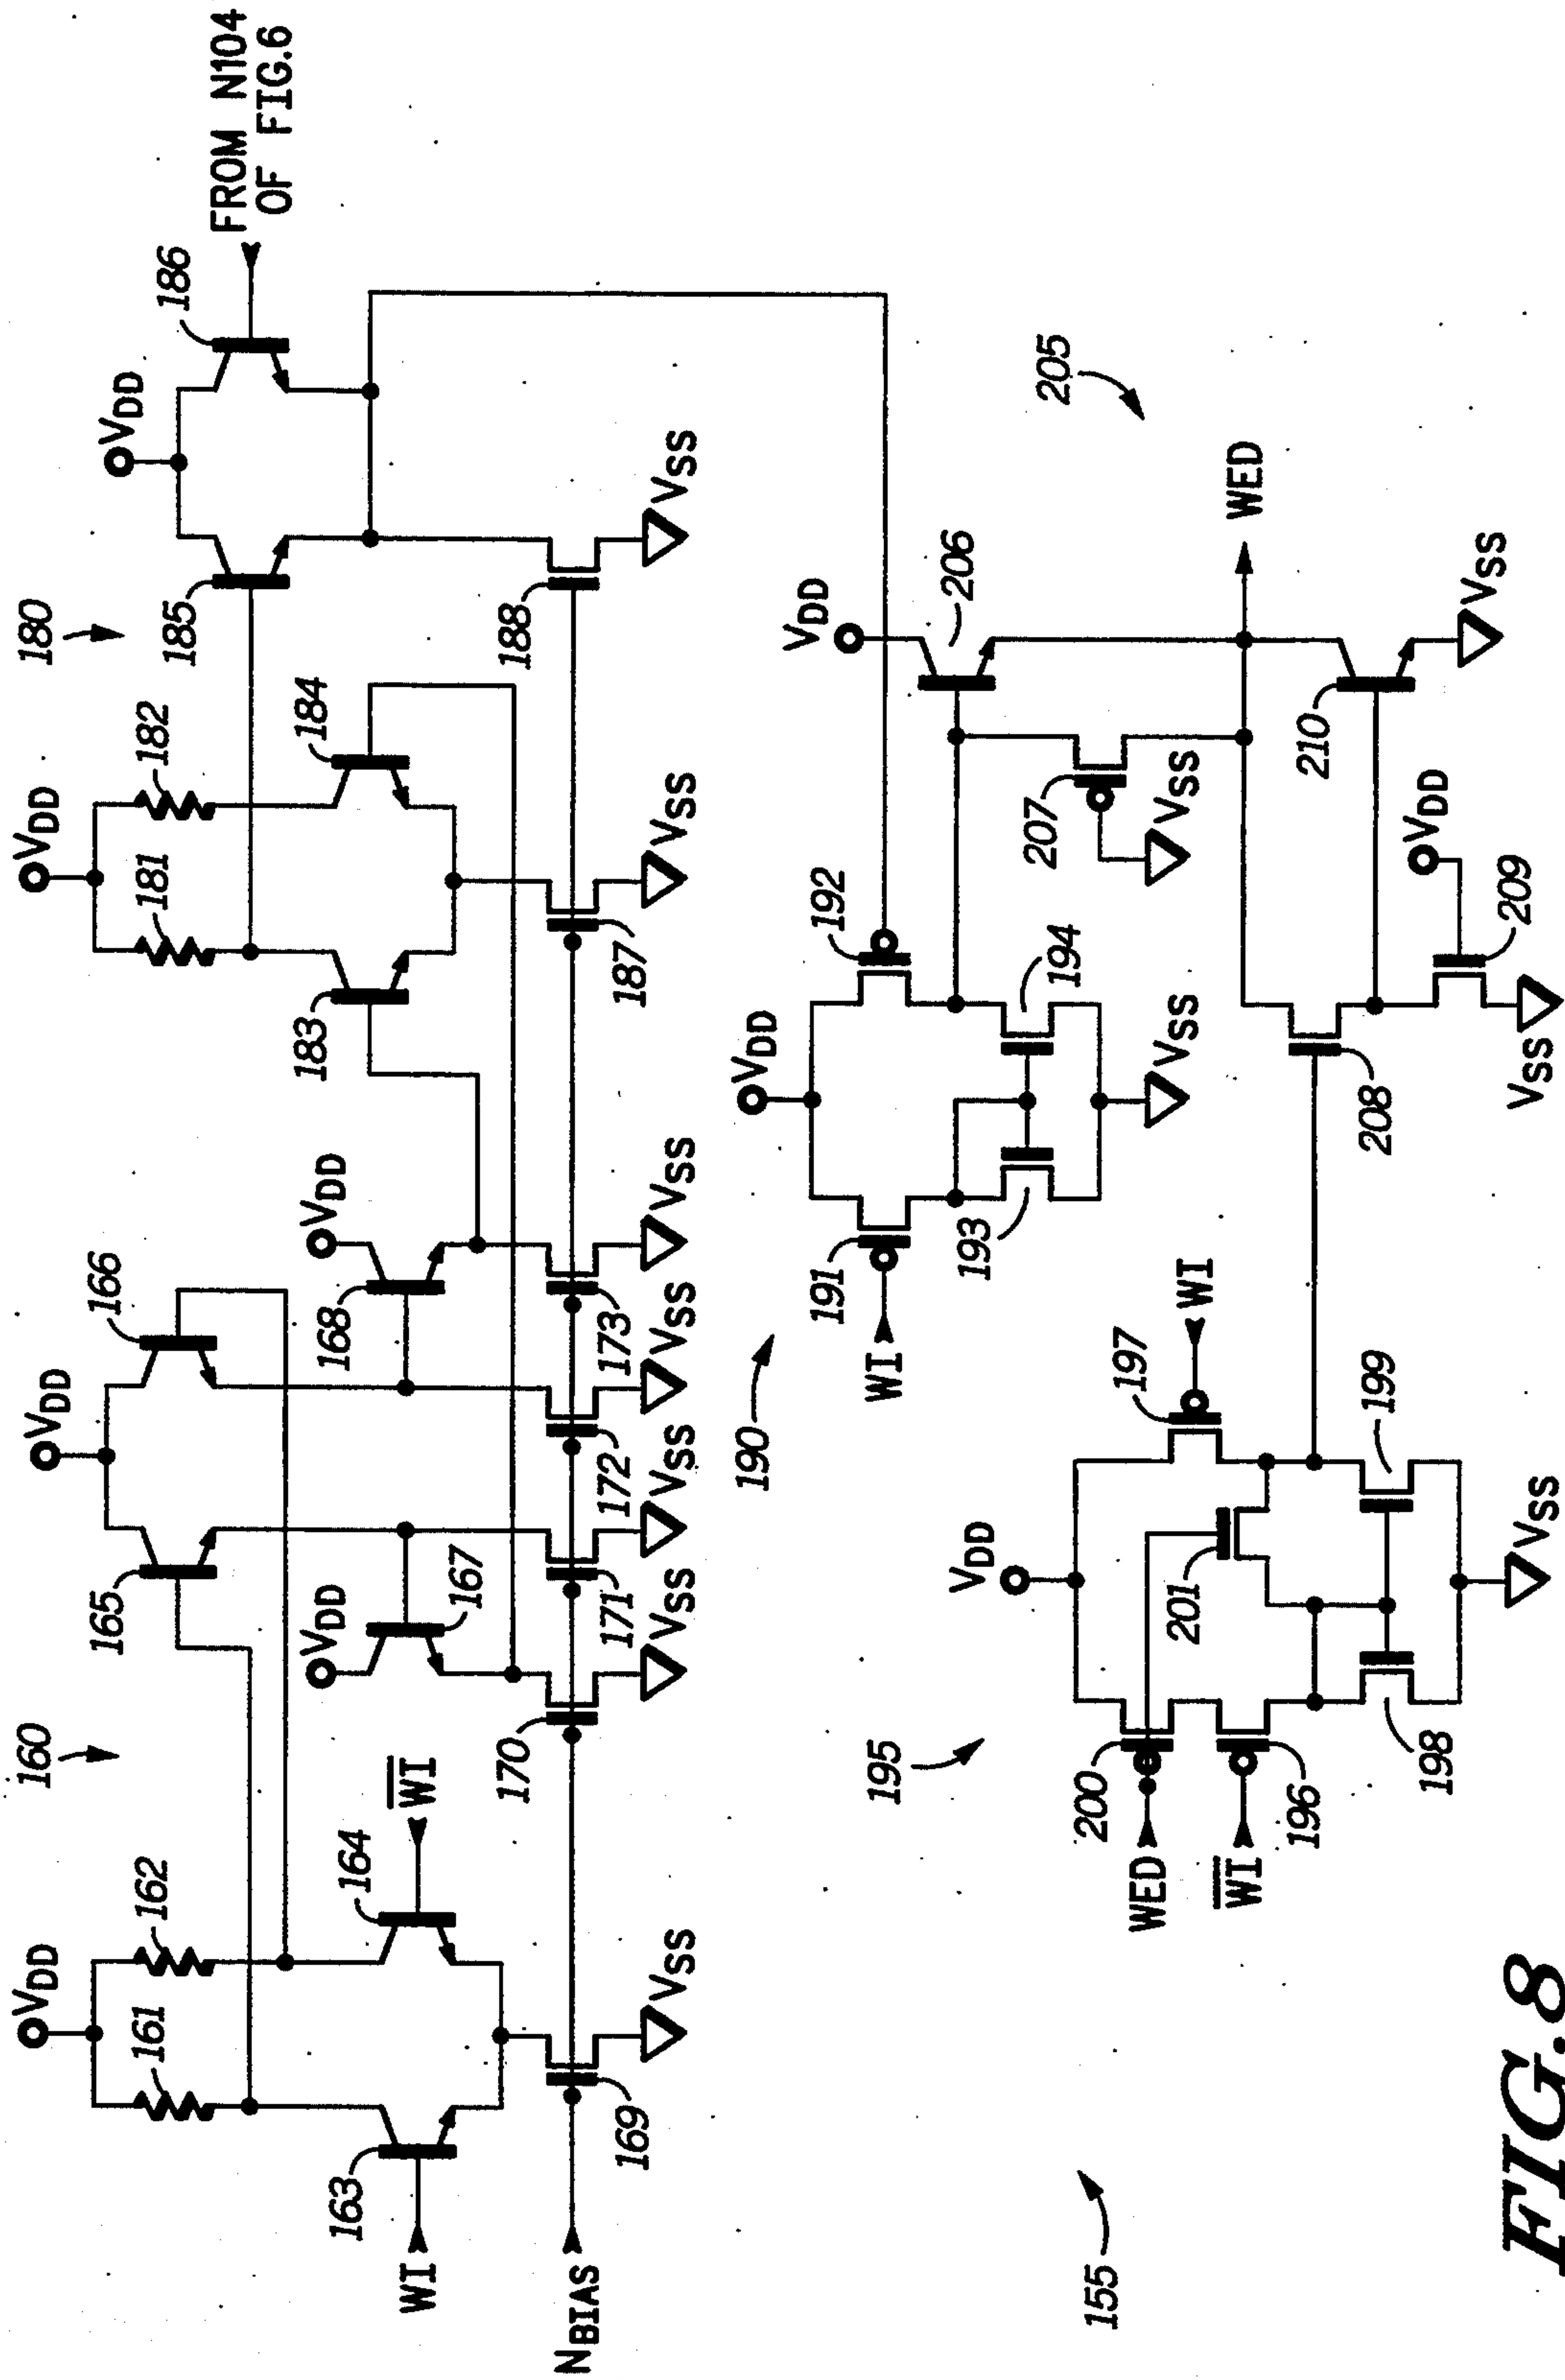 160
180
VDD
161
162
163
WI
164
W̅I̅
NBIAS
169
VSS
VDD
165
166
VDD
167
170
VSS
171
VSS
172
VSS
168
VDD
173
VSS
VDD
181
182
183
184
187
VSS
VDD
185
186
FROM N104
OF FIG.6
188
VSS
190
VDD
191
WI
192
193
194
VSS
205
VDD
206
207
VSS
WED
208
209
VDD
VSS
210
VSS
195
VDD
200
WED
W̅I̅
196
201
197
WI
198
199
VSS
155
FIG.8